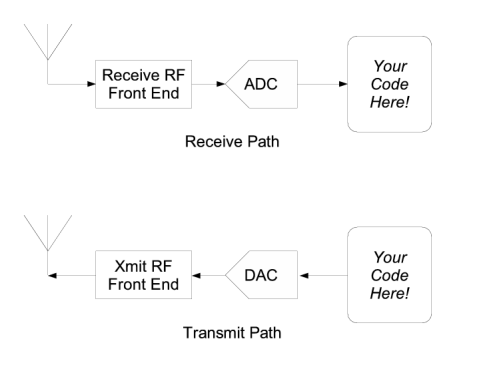 Receive RF
Front End
ADC
Your
Code
Here!
Receive Path
Xmit RF
Front End
DAC
Your
Code
Here!
Transmit Path